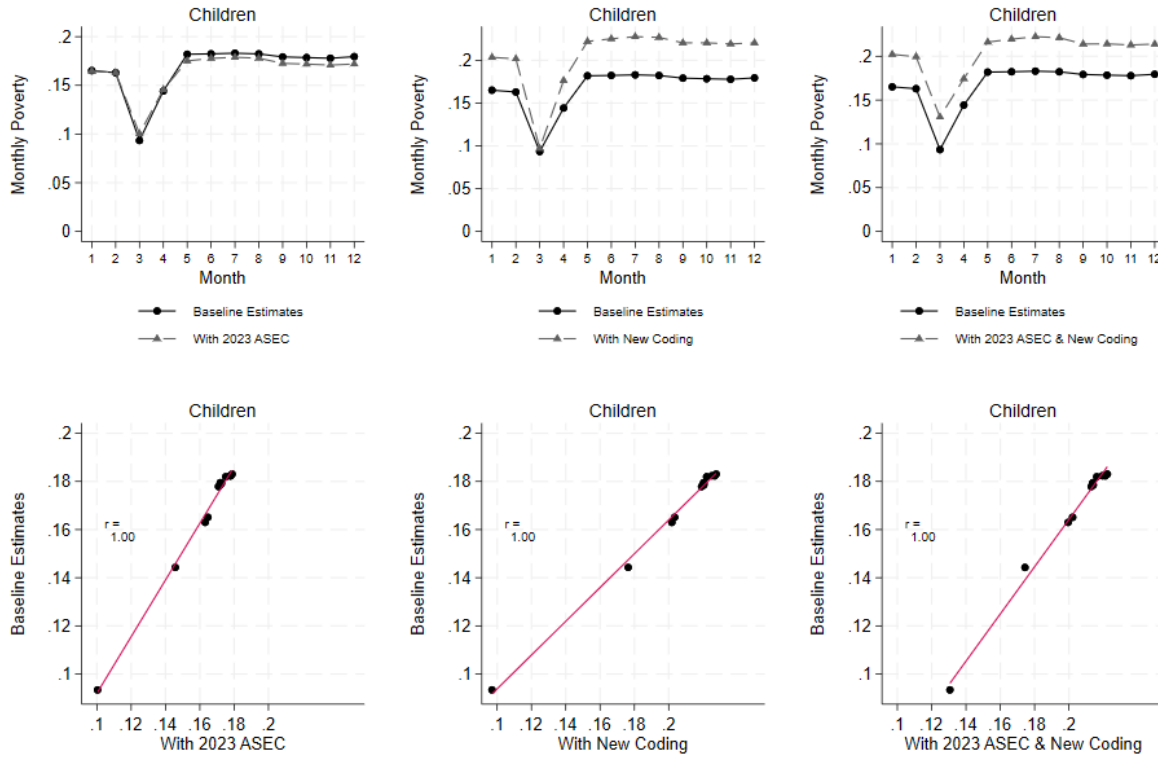 Children
Monthly Poverty
.2
.15
.1
.05
0
1 2 3 4 5 6 7 8 9 10 11 12
Month
Baseline Estimates
With 2023 ASEC
Children
Monthly Poverty
.2
.15
.1
.05
0
1 2 3 4 5 6 7 8 9 10 11 12
Month
Baseline Estimates
With New Coding
Children
Monthly Poverty
.2
.15
.1
.05
0
1 2 3 4 5 6 7 8 9 10 11 12
Month
Baseline Estimates
With 2023 ASEC & New Coding
Children
Baseline Estimates
.2
.18
.16
.14
.12
.1
r =
1.00
.1 .12 .14 .16 .18 .2
With 2023 ASEC
Children
Baseline Estimates
.2
.18
.16
.14
.12
.1
r =
1.00
.1 .12 .14 .16 .18 .2
With New Coding
Children
Baseline Estimates
.2
.18
.16
.14
.12
.1
r =
1.00
.1 .12 .14 .16 .18 .2
With 2023 ASEC & New Coding